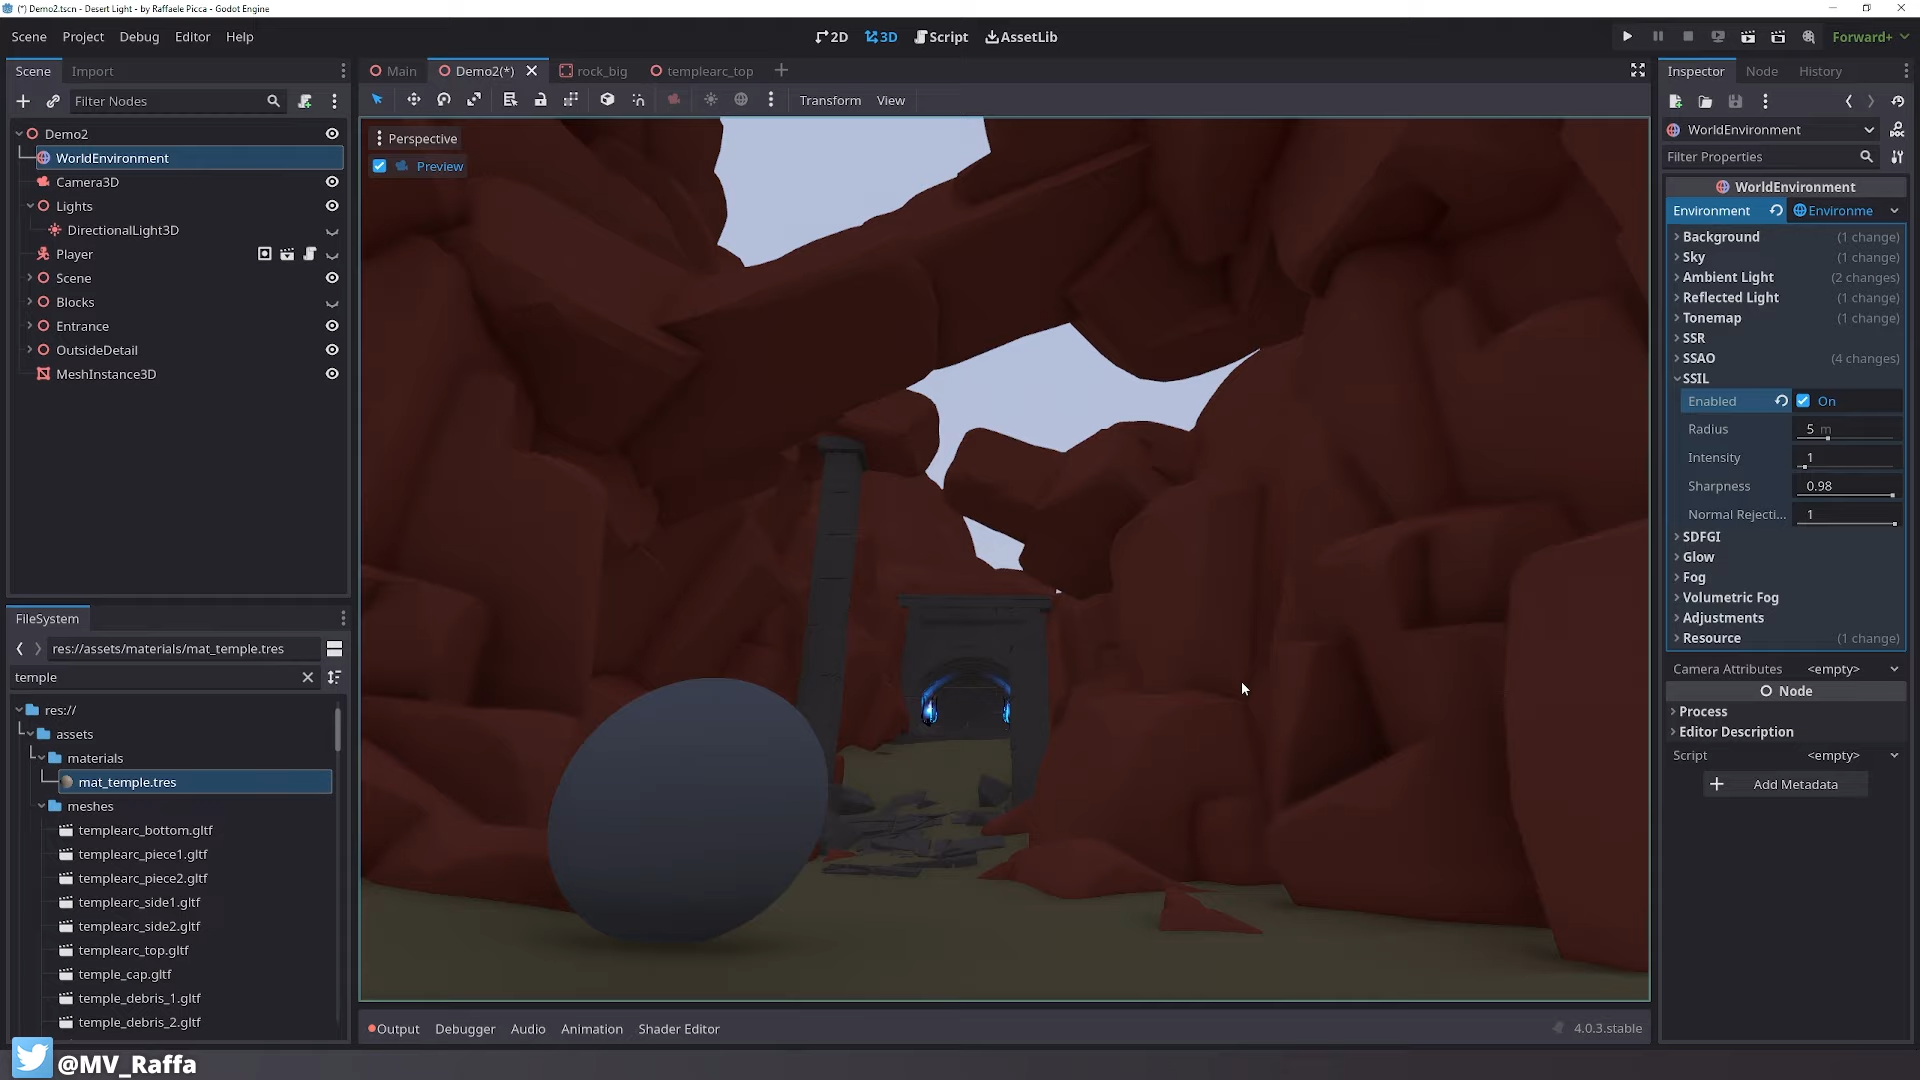 (*) Demo2.tscn - Desert Light - by Raffaele Picca - Godot Engine
Scene Project Debug Editor Help
2D 3D Script AssetLib
Forward+
Scene Import
Filter Nodes
Demo2
WorldEnvironment
Camera3D
Lights
DirectionalLight3D
Player
Scene
Blocks
Entrance
OutsideDetail
MeshInstance3D
FileSystem
res://assets/materials/mat_temple.tres
temple
res://
assets
materials
mat_temple.tres
meshes
templearc_bottom.gltf
templearc_piece1.gltf
templearc_piece2.gltf
templearc_side1.gltf
templearc_side2.gltf
templearc_top.gltf
temple_cap.gltf
temple_debris_1.gltf
temple_debris_2.gltf
@MV_Raffa
Main Demo2(*) rock_big templearc_top
Transform View
Perspective
Preview
Output Debugger Audio Animation Shader Editor
4.0.3.stable
Inspector Node History
WorldEnvironment
Filter Properties
WorldEnvironment
Environment Environme
Background (1 change)
Sky (1 change)
Ambient Light (2 changes)
Reflected Light (1 change)
Tonemap (1 change)
SSR
SSAO (4 changes)
SSIL
Enabled On
Radius 5 m
Intensity 1
Sharpness 0.98
Normal Rejecti... 1
SDFGI
Glow
Fog
Volumetric Fog
Adjustments
Resource (1 change)
Camera Attributes <empty>
Node
Process
Editor Description
Script <empty>
Add Metadata